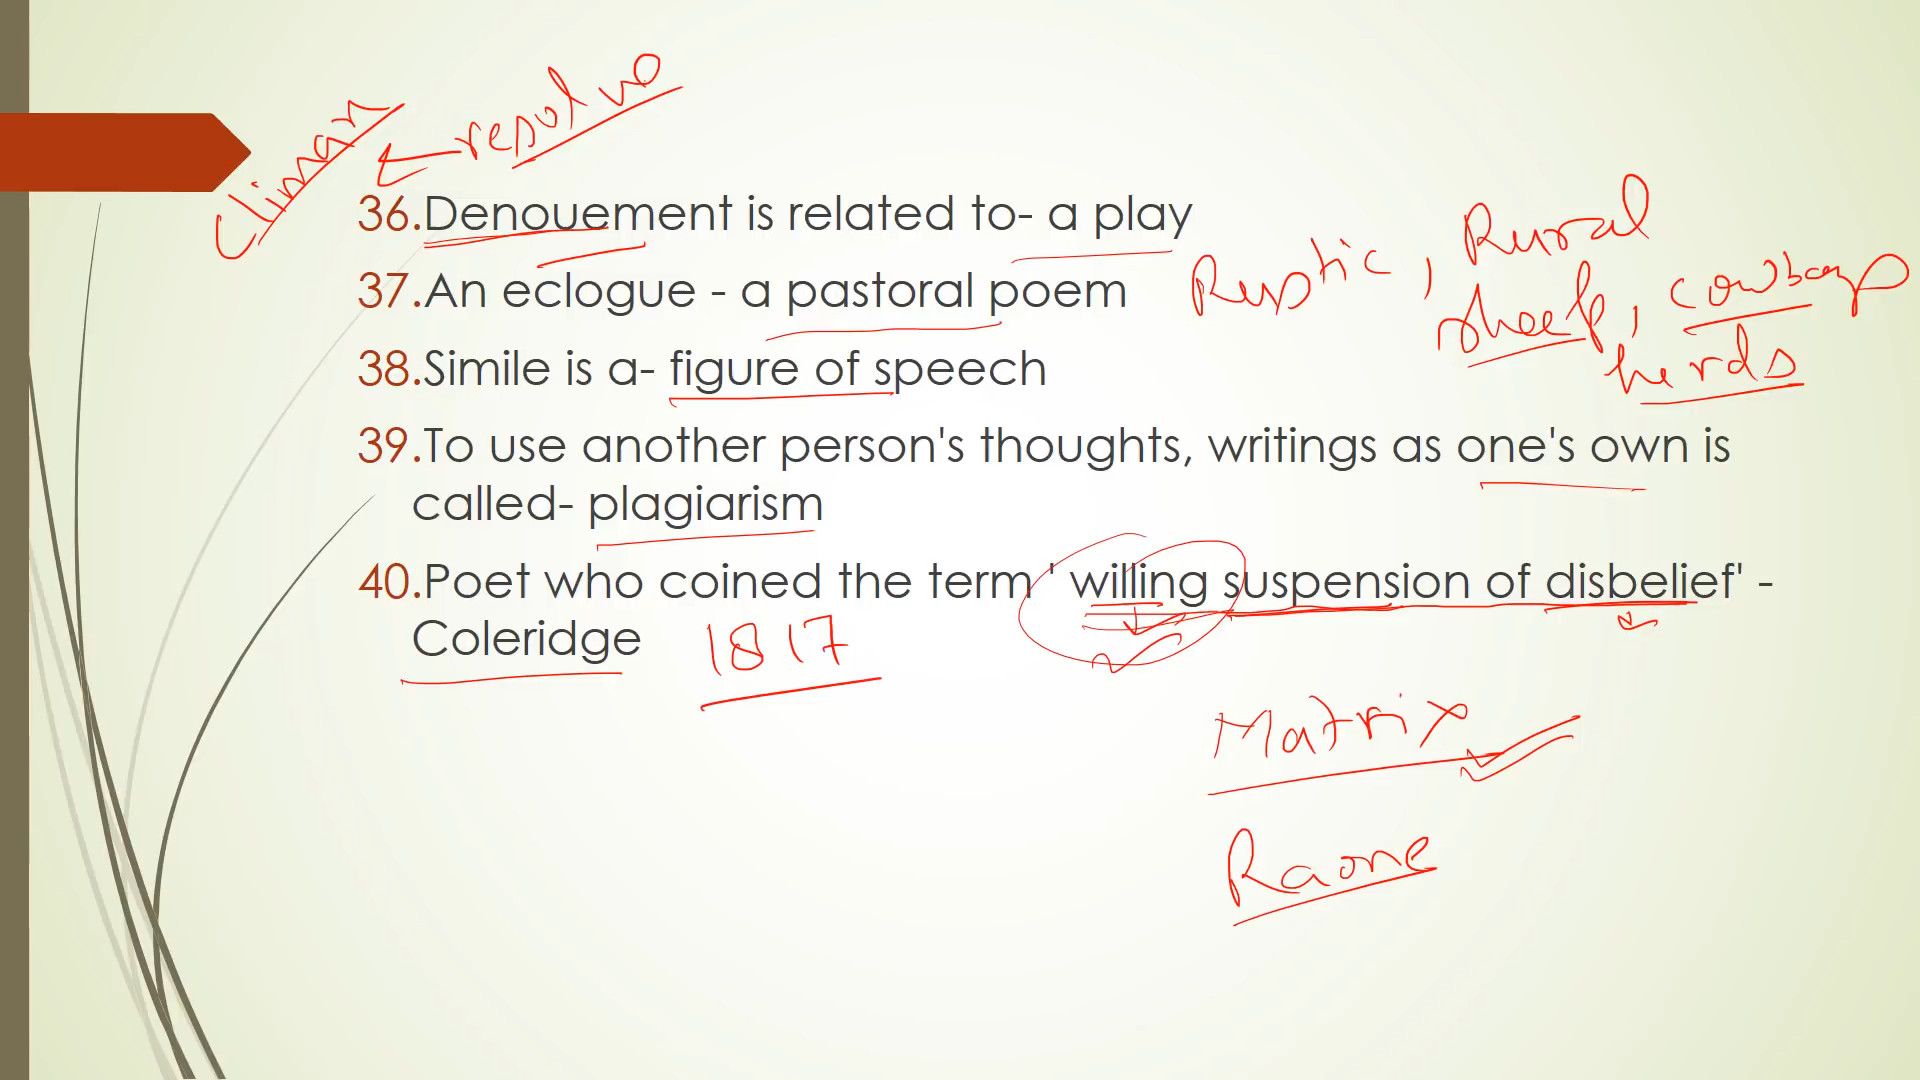 climax
resolve
36.Denouement is related to- a play
37.An eclogue - a pastoral poem
Rustic, Rural
sheep, cowboys
herds
38.Simile is a- figure of speech
39.To use another person's thoughts, writings as one's own is
called- plagiarism
40.Poet who coined the term ' willing suspension of disbelief' -
Coleridge
1817
Matrix
Raone